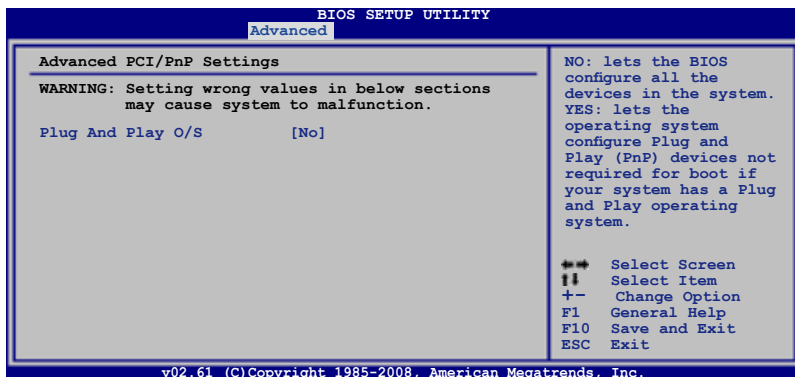 BIOS SETUP UTILITY
Advanced
Advanced PCI/PnP Settings
WARNING: Setting wrong values in below sections
may cause system to malfunction.
Plug And Play O/S [No]
NO: lets the BIOS
configure all the
devices in the system.
YES: lets the
operating system
configure Plug and
Play (PnP) devices not
required for boot if
your system has a Plug
and Play operating
system.
←→ Select Screen
↑↓ Select Item
+- Change Option
F1 General Help
F10 Save and Exit
ESC Exit
v02.61 (C)Copyright 1985-2008, American Megatrends, Inc.